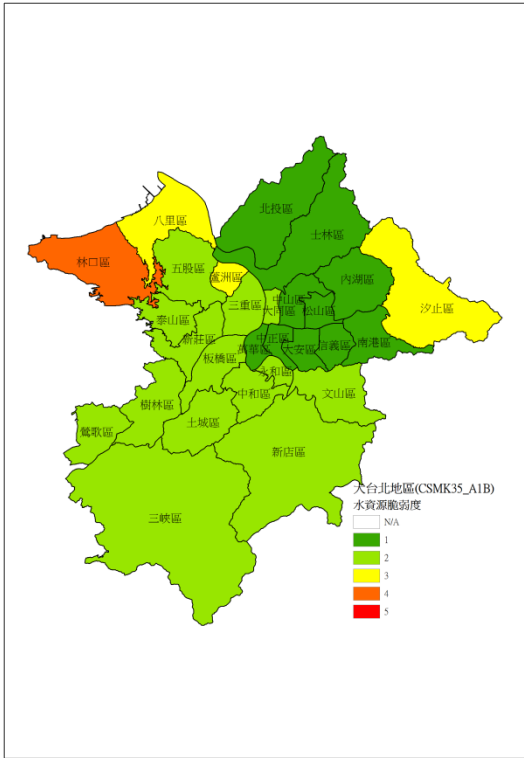 北投區
士林區
八里區
林口區
五股區
蘆洲區
內湖區
汐止區
三重區
中山區
大同區
松山區
泰山區
新莊區
中正區
萬華區
大安區
信義區
南港區
板橋區
永和區
中和區
文山區
樹林區
土城區
鶯歌區
新店區
三峽區
大台北地區(CSMK35_A1B)
水資源脆弱度
N/A
1
2
3
4
5